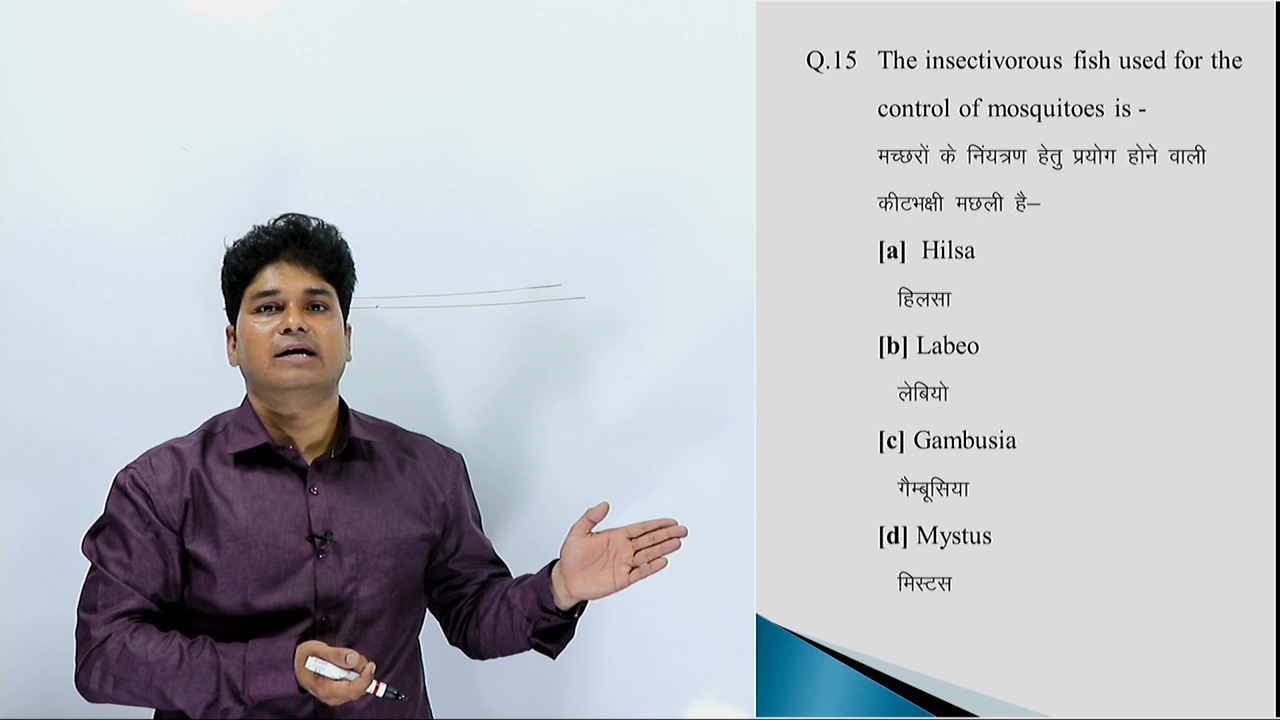 Q.15 The insectivorous fish used for the
control of mosquitoes is -
मच्छरों के निंयत्रण हेतु प्रयोग होने वाली
कीटभक्षी मछली है–
[a] Hilsa
हिलसा
[b] Labeo
लेबियो
[c] Gambusia
गैम्बूसिया
[d] Mystus
मिस्टस